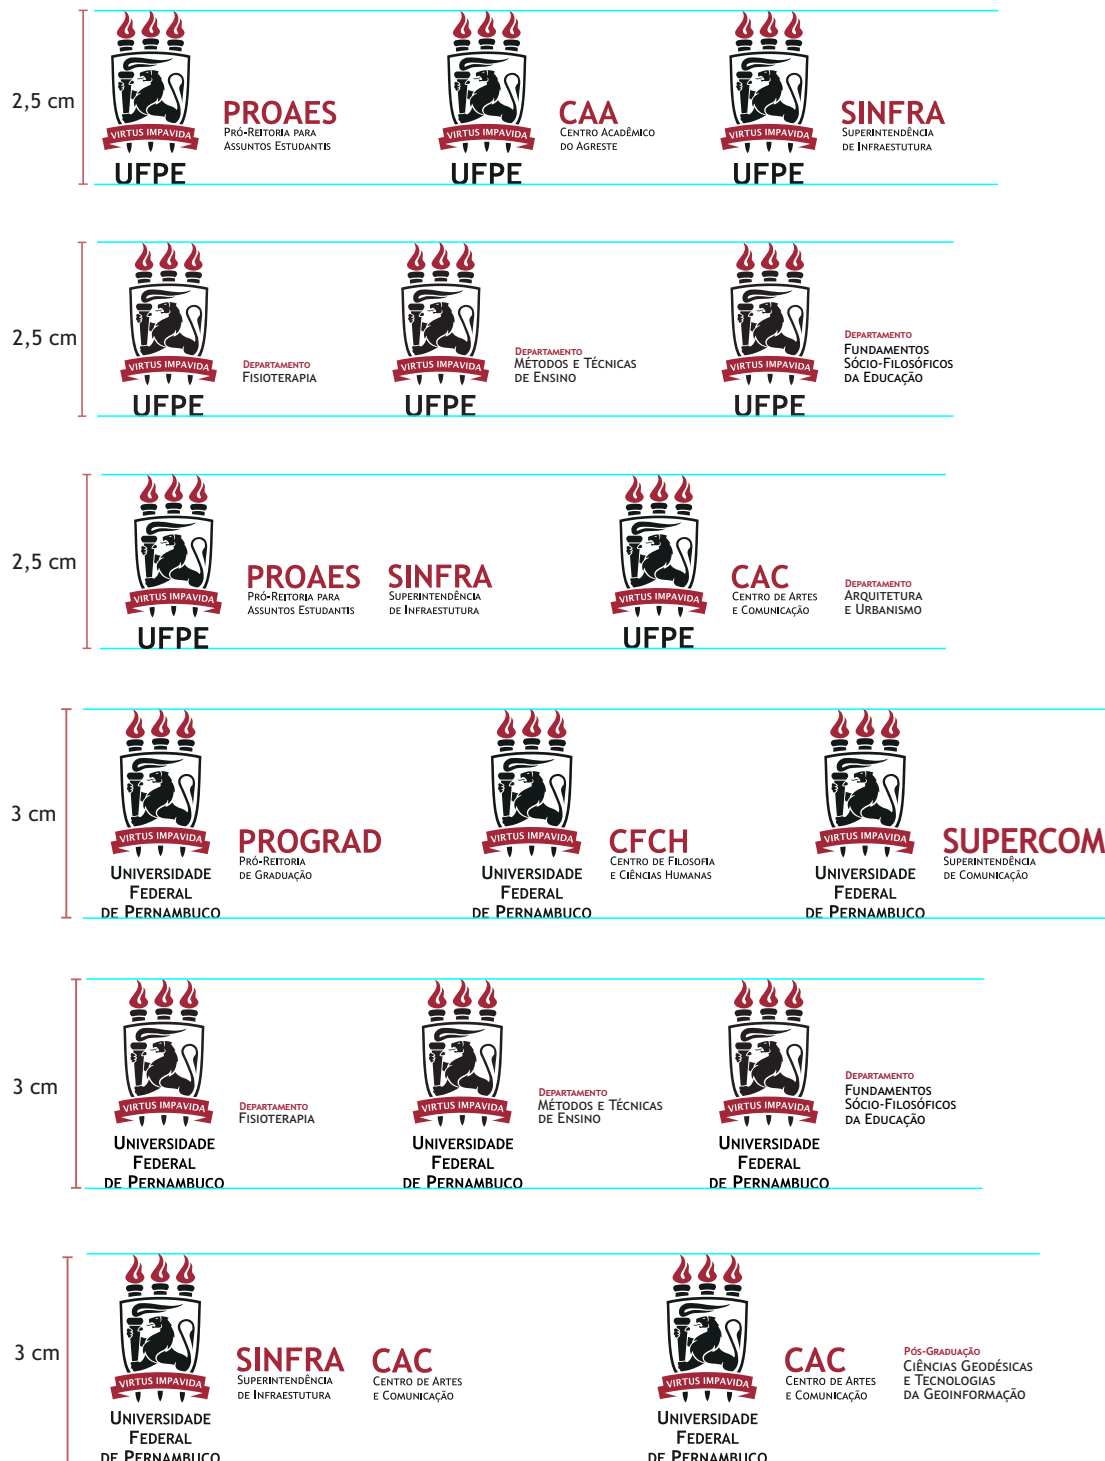 2,5 cm
VIRTUS IMPAVIDA
UFPE
PROAES
PRÓ-REITORIA PARA
ASSUNTOS ESTUDANTIS
VIRTUS IMPAVIDA
UFPE
CAA
CENTRO ACADÊMICO
DO AGRESTE
VIRTUS IMPAVIDA
UFPE
SINFRA
SUPERINTENDÊNCIA
DE INFRAESTUTURA
2,5 cm
VIRTUS IMPAVIDA
UFPE
DEPARTAMENTO
FISIOTERAPIA
VIRTUS IMPAVIDA
UFPE
DEPARTAMENTO
MÉTODOS E TÉCNICAS
DE ENSINO
VIRTUS IMPAVIDA
UFPE
DEPARTAMENTO
FUNDAMENTOS
SÓCIO-FILOSÓFICOS
DA EDUCAÇÃO
2,5 cm
VIRTUS IMPAVIDA
UFPE
PROAES
PRÓ-REITORIA PARA
ASSUNTOS ESTUDANTIS
SINFRA
SUPERINTENDÊNCIA
DE INFRAESTUTURA
VIRTUS IMPAVIDA
UFPE
CAC
CENTRO DE ARTES
E COMUNICAÇÃO
DEPARTAMENTO
ARQUITETURA
E URBANISMO
3 cm
VIRTUS IMPAVIDA
UNIVERSIDADE
FEDERAL
DE PERNAMBUCO
PROGRAD
PRÓ-REITORIA
DE GRADUAÇÃO
VIRTUS IMPAVIDA
UNIVERSIDADE
FEDERAL
DE PERNAMBUCO
CFCH
CENTRO DE FILOSOFIA
E CIÊNCIAS HUMANAS
VIRTUS IMPAVIDA
UNIVERSIDADE
FEDERAL
DE PERNAMBUCO
SUPERCOM
SUPERINTENDÊNCIA
DE COMUNICAÇÃO
3 cm
VIRTUS IMPAVIDA
UNIVERSIDADE
FEDERAL
DE PERNAMBUCO
DEPARTAMENTO
FISIOTERAPIA
VIRTUS IMPAVIDA
UNIVERSIDADE
FEDERAL
DE PERNAMBUCO
DEPARTAMENTO
MÉTODOS E TÉCNICAS
DE ENSINO
VIRTUS IMPAVIDA
UNIVERSIDADE
FEDERAL
DE PERNAMBUCO
DEPARTAMENTO
FUNDAMENTOS
SÓCIO-FILOSÓFICOS
DA EDUCAÇÃO
3 cm
VIRTUS IMPAVIDA
UNIVERSIDADE
FEDERAL
DE PERNAMBUCO
SINFRA
SUPERINTENDÊNCIA
DE INFRAESTUTURA
CAC
CENTRO DE ARTES
E COMUNICAÇÃO
VIRTUS IMPAVIDA
UNIVERSIDADE
FEDERAL
DE PERNAMBUCO
CAC
CENTRO DE ARTES
E COMUNICAÇÃO
PÓS-GRADUAÇÃO
CIÊNCIAS GEODÉSICAS
E TECNOLOGIAS
DA GEOINFORMAÇÃO